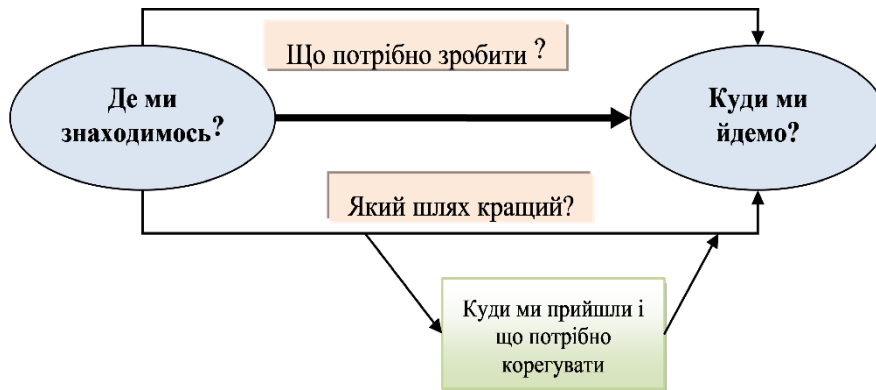 Що потрібно зробити ?
Де ми
знаходимось?
Куди ми
йдемо?
Який шлях кращий?
Куди ми прийшли і
що потрібно
корегувати